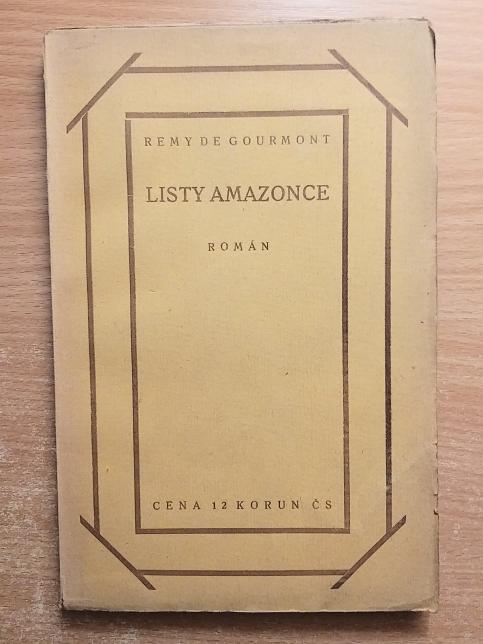 REMY DE GOURMONT
LISTY AMAZONCE
ROMÁN
CENA 12 KORUN ČS